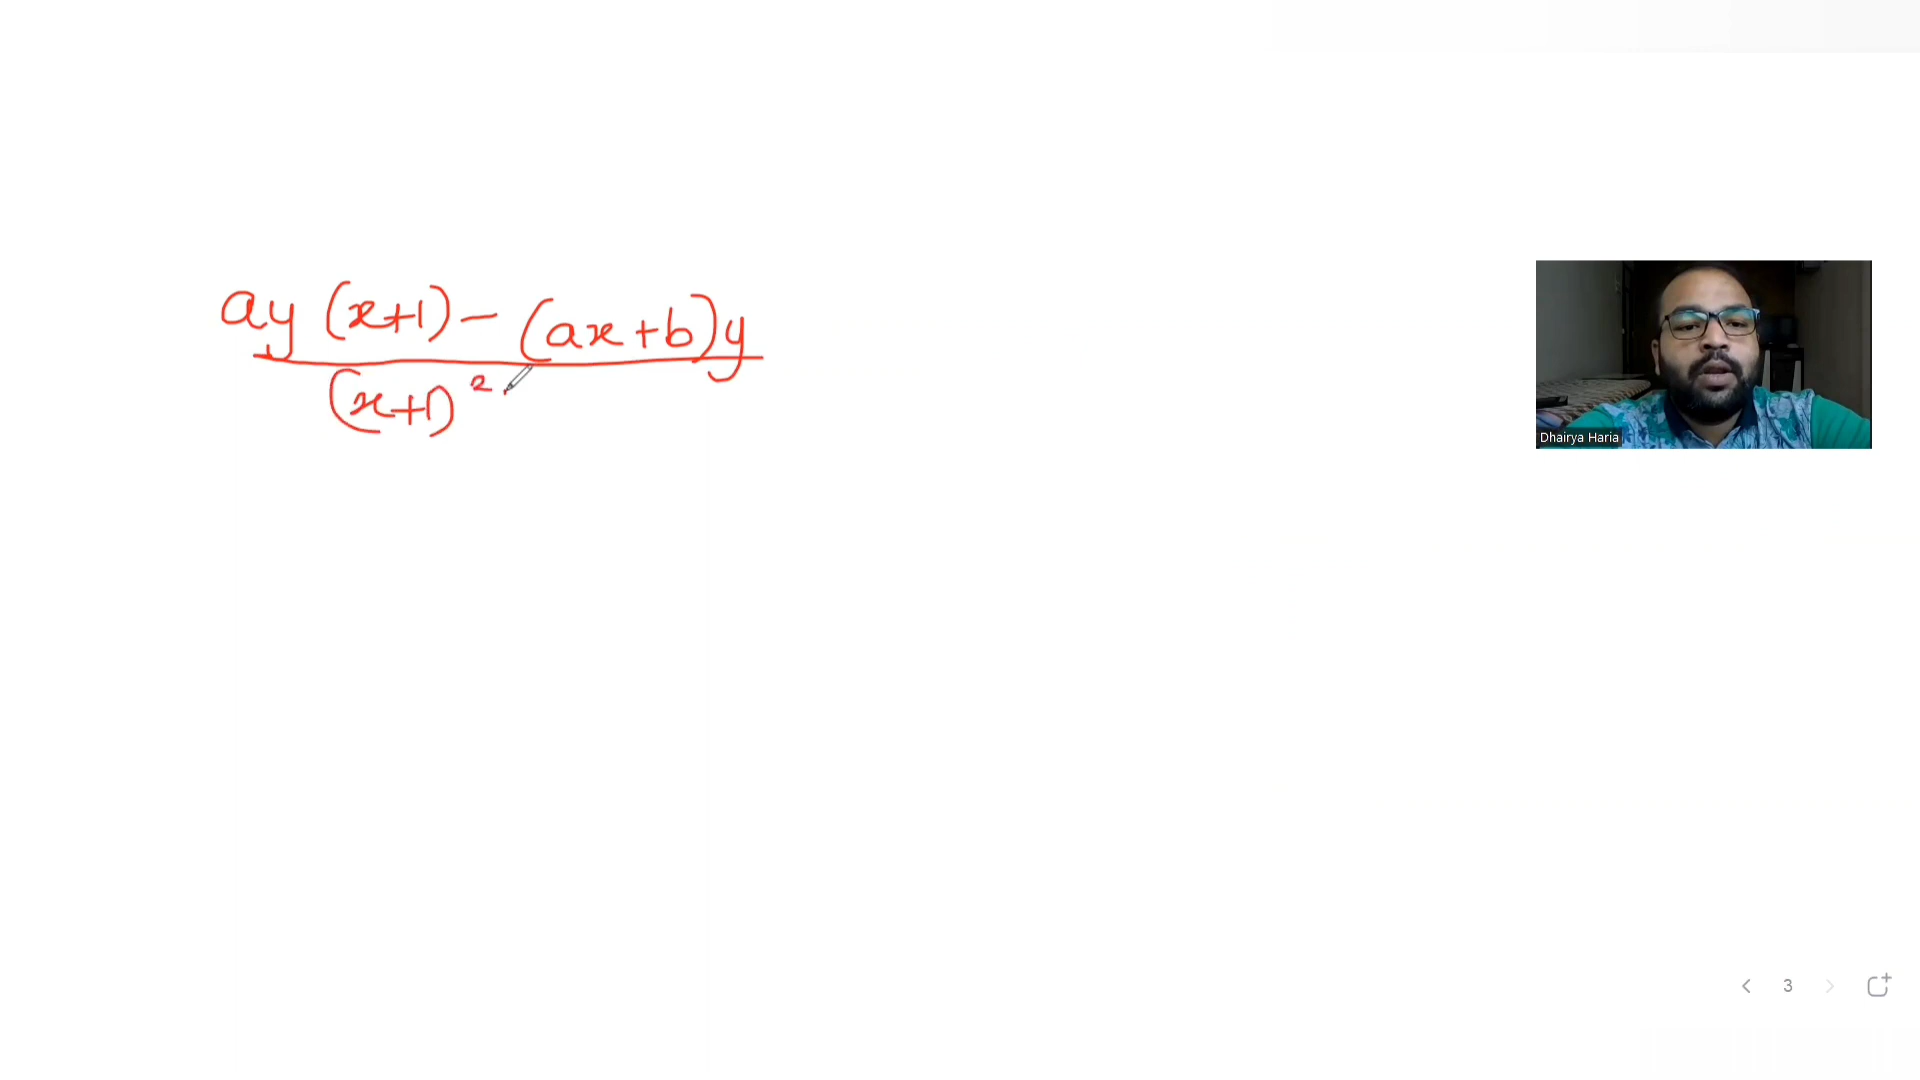 ay (x+1) - (ax+b)y
(x+1)²
Dhairya Haria
3